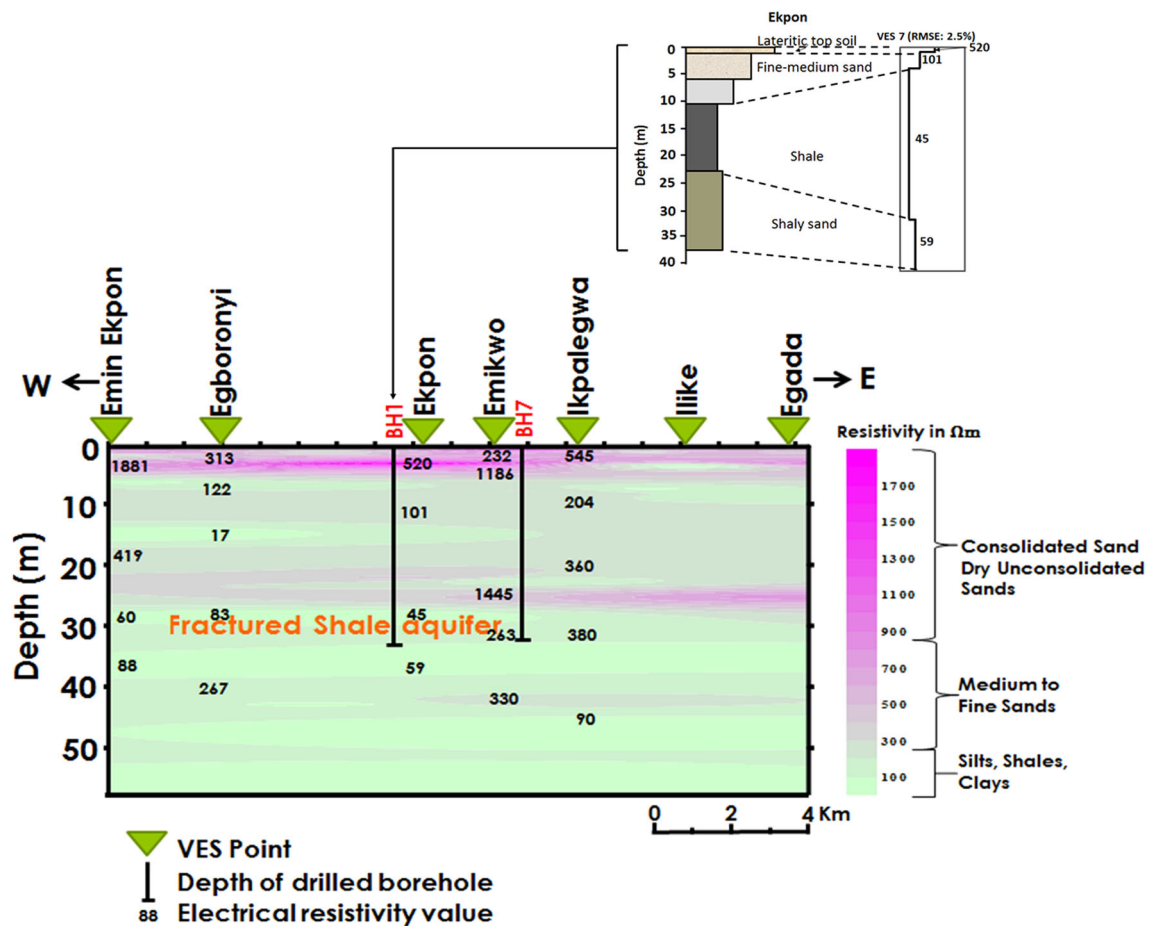 Ekpon
Lateritic top soil
VES 7 (RMSE: 2.5%)
520
101
Fine-medium sand
45
Shale
Shaly sand
59
Depth (m)
0
5
10
15
20
25
30
35
40
W
E
Emin Ekpon
Egboronyi
BH1
Ekpon
Emikwo
BH7
Ikpalegwa
Ilike
Egada
Depth (m)
0
10
20
30
40
50
1881
419
60
88
313
122
17
83
267
520
101
45
59
232
1186
1445
263
330
545
204
360
380
90
Fractured Shale aquifer
Resistivity in Ωm
1700
1500
1300
1100
900
700
500
300
100
Consolidated Sand
Dry Unconsolidated
Sands
Medium to
Fine Sands
Silts, Shales,
Clays
0 2 4 Km
VES Point
Depth of drilled borehole
88 Electrical resistivity value